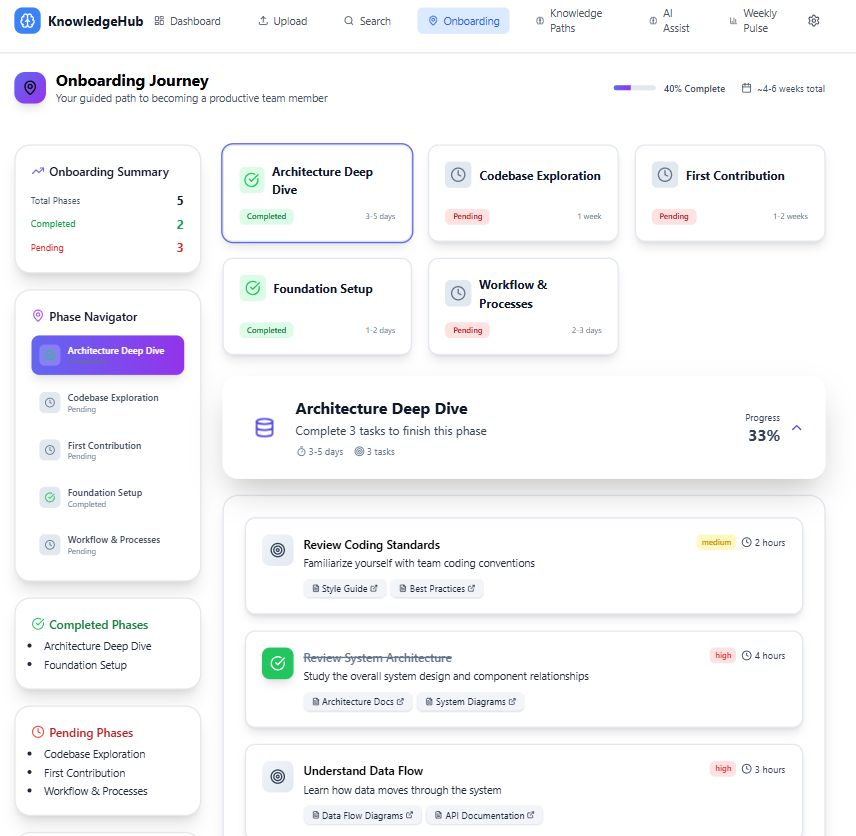 KnowledgeHub
Dashboard
Upload
Search
Onboarding
Knowledge
Paths
AI
Assist
Weekly
Pulse
Onboarding Journey
Your guided path to becoming a productive team member
40% Complete
~4-6 weeks total
Onboarding Summary
Total Phases 5
Completed 2
Pending 3
Phase Navigator
Architecture Deep Dive
Codebase Exploration
Pending
First Contribution
Pending
Foundation Setup
Completed
Workflow & Processes
Pending
Completed Phases
Architecture Deep Dive
Foundation Setup
Pending Phases
Codebase Exploration
First Contribution
Workflow & Processes
Architecture Deep
Dive
Completed 3-5 days
Codebase Exploration
Pending 1 week
First Contribution
Pending 1-2 weeks
Foundation Setup
Completed 1-2 days
Workflow &
Processes
Pending 2-3 days
Architecture Deep Dive
Complete 3 tasks to finish this phase
3-5 days 3 tasks
Progress
33%
Review Coding Standards
medium 2 hours
Familiarize yourself with team coding conventions
Style Guide Best Practices
Review System Architecture
high 4 hours
Study the overall system design and component relationships
Architecture Docs System Diagrams
Understand Data Flow
high 3 hours
Learn how data moves through the system
Data Flow Diagrams API Documentation